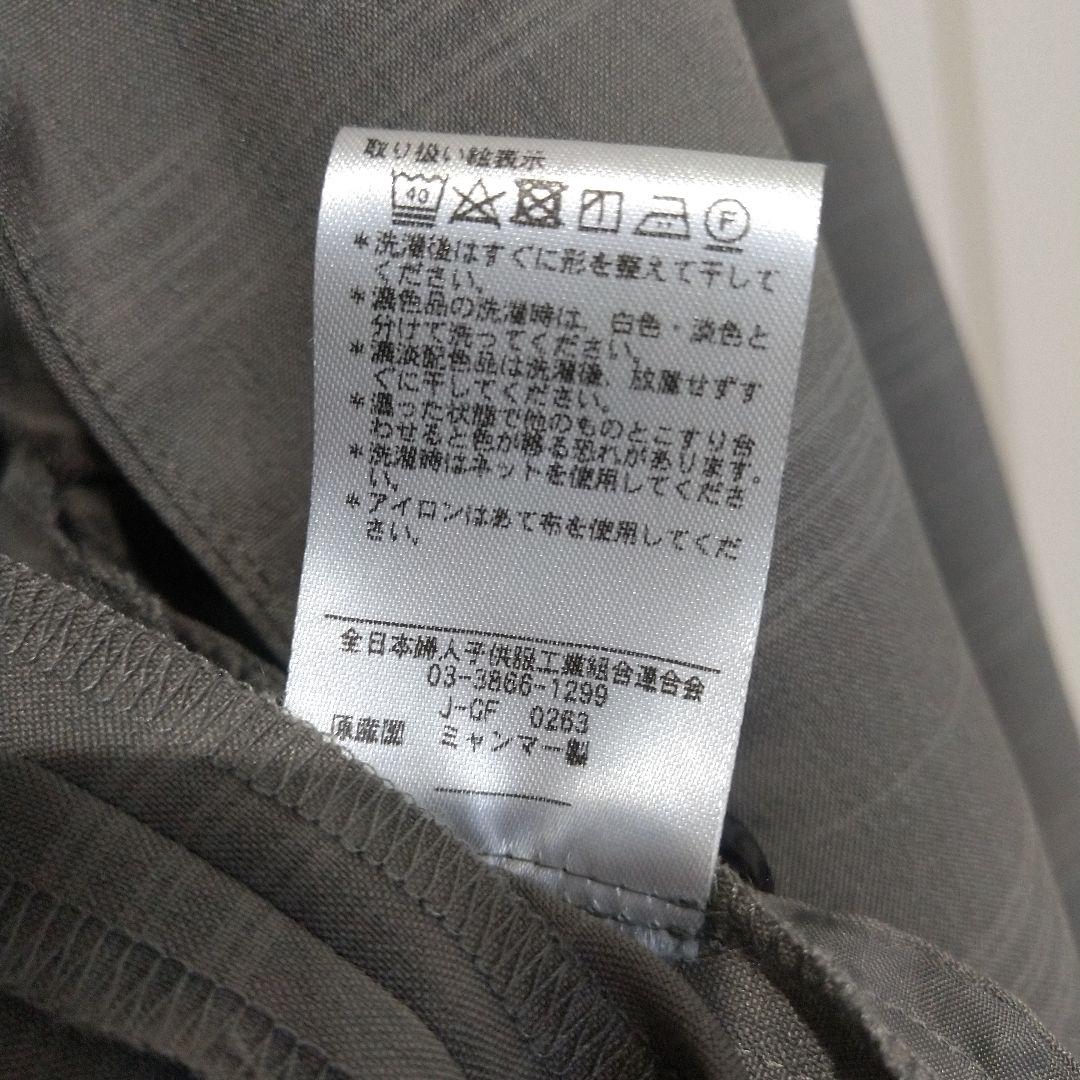 取り扱い絵表示
40 F
*洗濯後はすぐに形を整えて干して
ください。
*濃色品の洗濯時は、白色・淡色と
分けて洗ってください。
*濃淡配色品は洗濯後、放置せずす
ぐに干してください。
*湿った状態で他のものとこすり合
わせると色が移る恐れがあります。
*洗濯時はネットを使用してくださ
い。
*アイロンはあて布を使用してくだ
さい。
全日本婦人子供服工業組合連合会
03-3866-1299
J-CF 0263
原産国 ミャンマー製